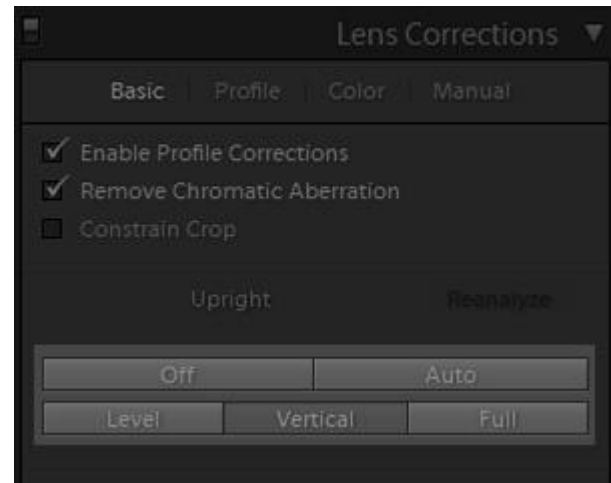 Lens Corrections
Basic Profile Color Manual
Enable Profile Corrections
Remove Chromatic Aberration
Constrain Crop
Upright Reanalyze
Off Auto
Level Vertical Full